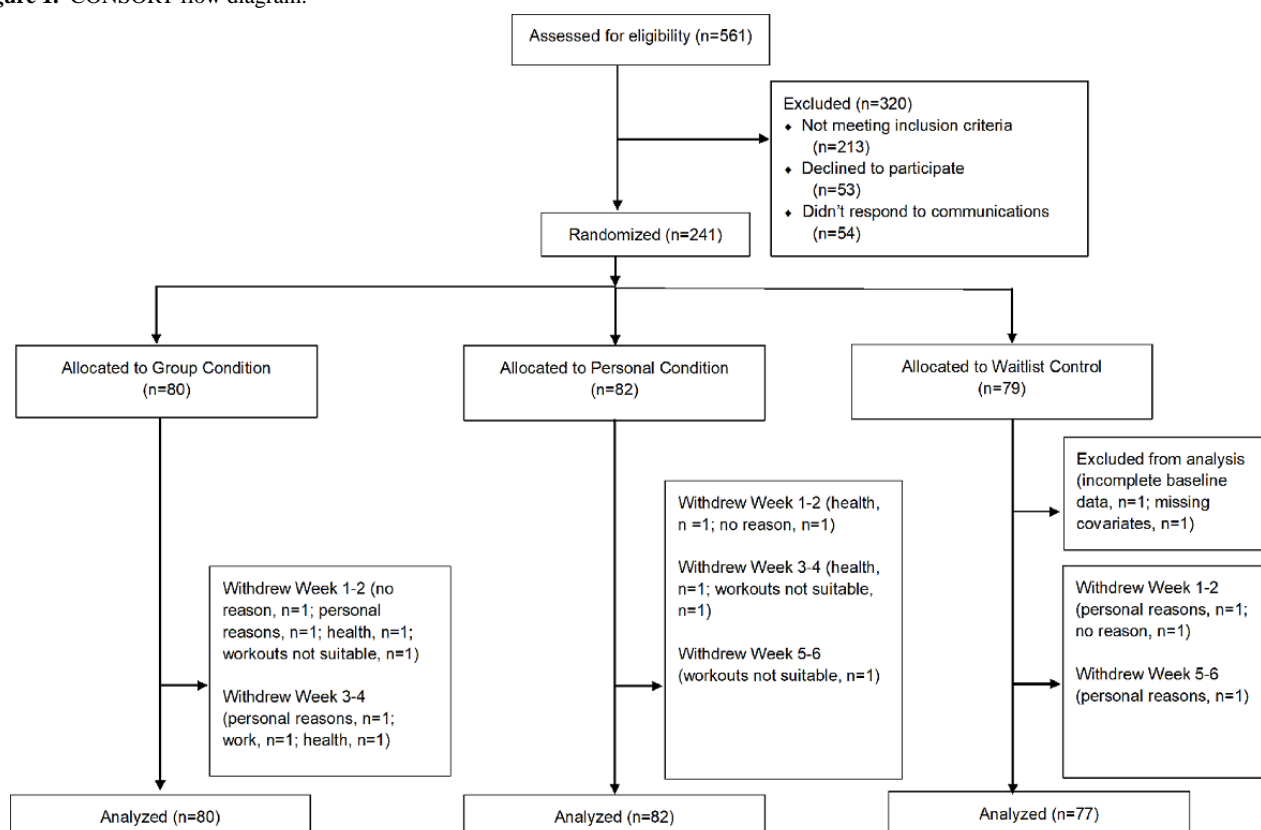 Figure 1. CONSORT flow diagram.
Assessed for eligibility (n=561)
Excluded (n=320)
♦ Not meeting inclusion criteria
(n=213)
♦ Declined to participate
(n=53)
♦ Didn't respond to communications
(n=54)
Randomized (n=241)
Allocated to Group Condition
(n=80)
Allocated to Personal Condition
(n=82)
Allocated to Waitlist Control
(n=79)
Excluded from analysis
(incomplete baseline
data, n=1; missing
covariates, n=1)
Withdrew Week 1-2 (no
reason, n=1; personal
reasons, n=1; health, n=1;
workouts not suitable, n=1)
Withdrew Week 3-4
(personal reasons, n=1;
work, n=1; health, n=1)
Withdrew Week 1-2 (health,
n =1; no reason, n=1)
Withdrew Week 3-4 (health,
n=1; workouts not suitable,
n=1)
Withdrew Week 5-6
(workouts not suitable, n=1)
Withdrew Week 1-2
(personal reasons, n=1;
no reason, n=1)
Withdrew Week 5-6
(personal reasons, n=1)
Analyzed (n=80)
Analyzed (n=82)
Analyzed (n=77)